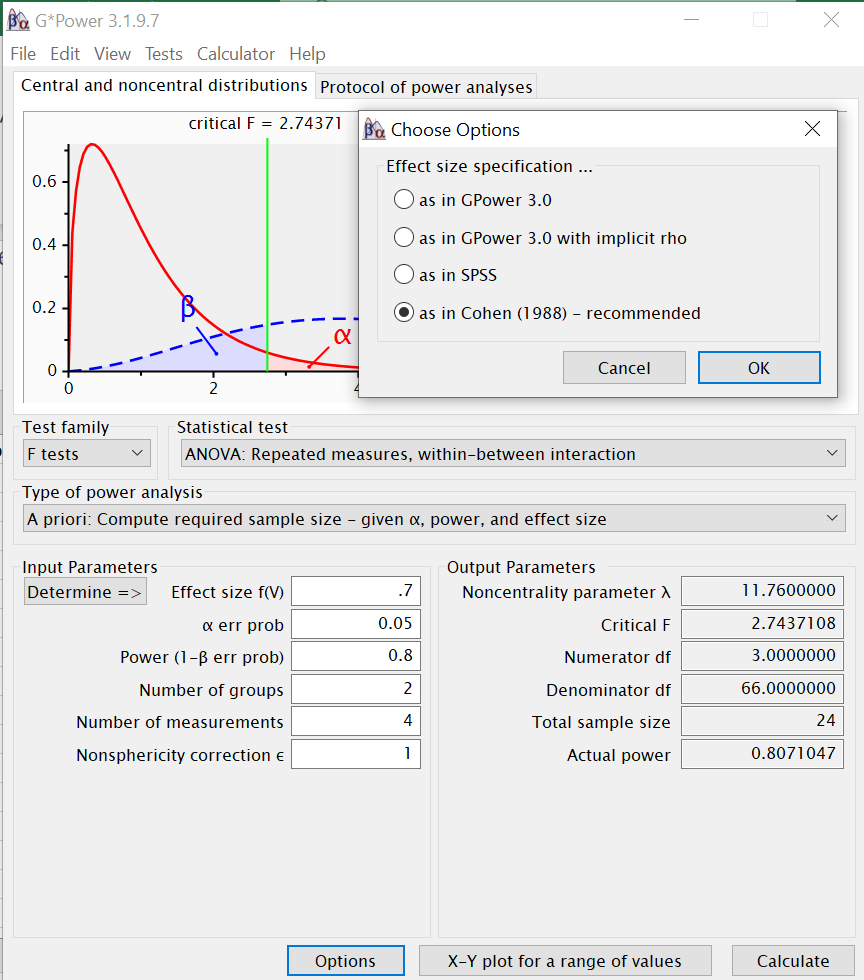 G*Power 3.1.9.7
File Edit View Tests Calculator Help
Central and noncentral distributions Protocol of power analyses
critical F = 2.74371
0.6
0.4
0.2
0
0 2
β
α
Choose Options
Effect size specification ...
as in GPower 3.0
as in GPower 3.0 with implicit rho
as in SPSS
as in Cohen (1988) – recommended
Cancel OK
Test family Statistical test
F tests ANOVA: Repeated measures, within-between interaction
Type of power analysis
A priori: Compute required sample size – given α, power, and effect size
Input Parameters
Determine => Effect size f(V) .7
α err prob 0.05
Power (1–β err prob) 0.8
Number of groups 2
Number of measurements 4
Nonsphericity correction ϵ 1
Output Parameters
Noncentrality parameter λ 11.7600000
Critical F 2.7437108
Numerator df 3.0000000
Denominator df 66.0000000
Total sample size 24
Actual power 0.8071047
Options X-Y plot for a range of values Calculate